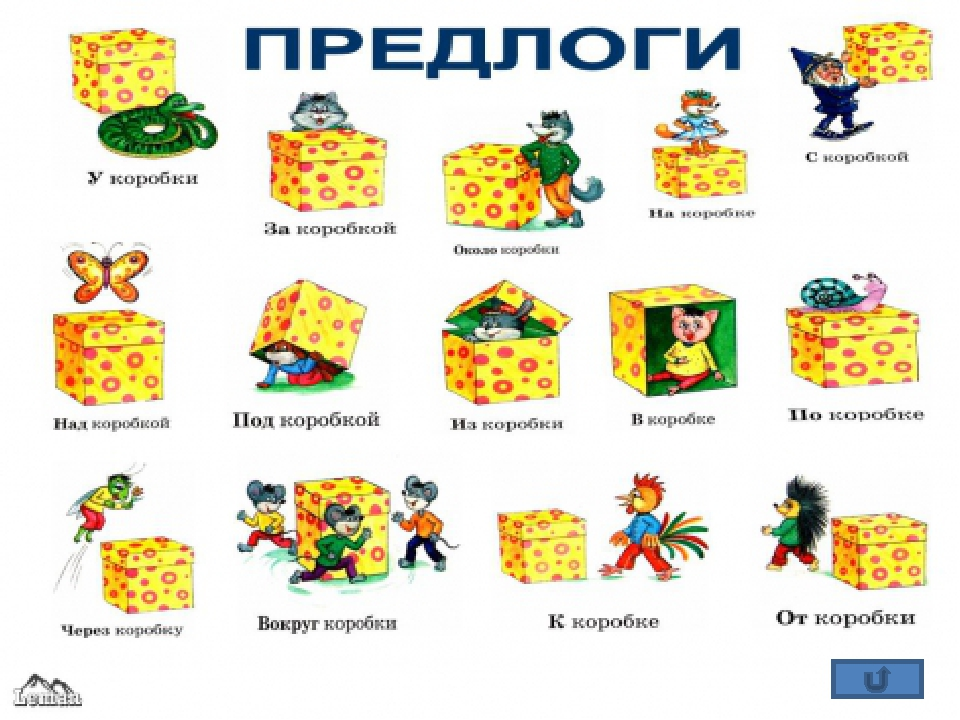 ПРЕДЛОГИ
У коробки
За коробкой
Около коробки
На коробке
С коробкой
Над коробкой
Под коробкой
Из коробки
В коробке
По коробке
Через коробку
Вокруг коробки
К коробке
От коробки
Leman